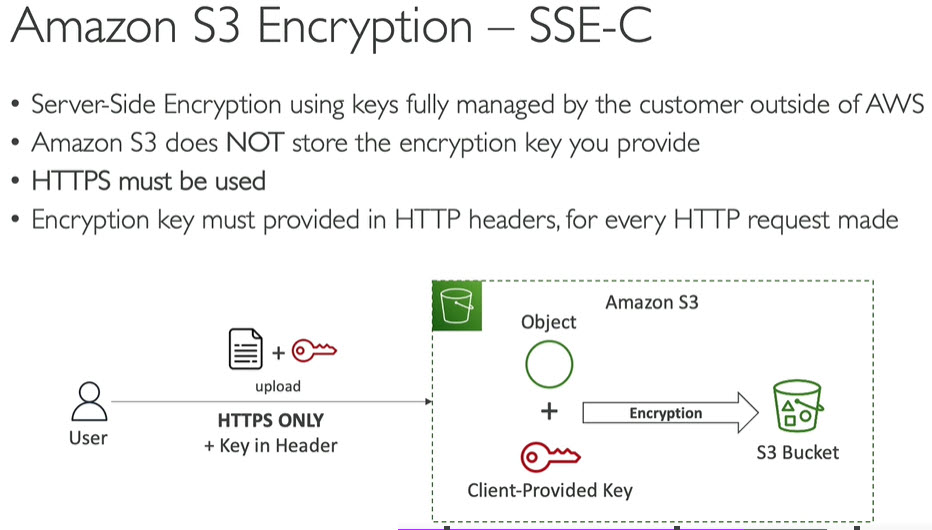 Amazon S3 Encryption – SSE-C
• Server-Side Encryption using keys fully managed by the customer outside of AWS
• Amazon S3 does NOT store the encryption key you provide
• HTTPS must be used
• Encryption key must provided in HTTP headers, for every HTTP request made
Amazon S3
Object
+
upload
HTTPS ONLY
+ Key in Header
User
+
Encryption
S3 Bucket
Client-Provided Key